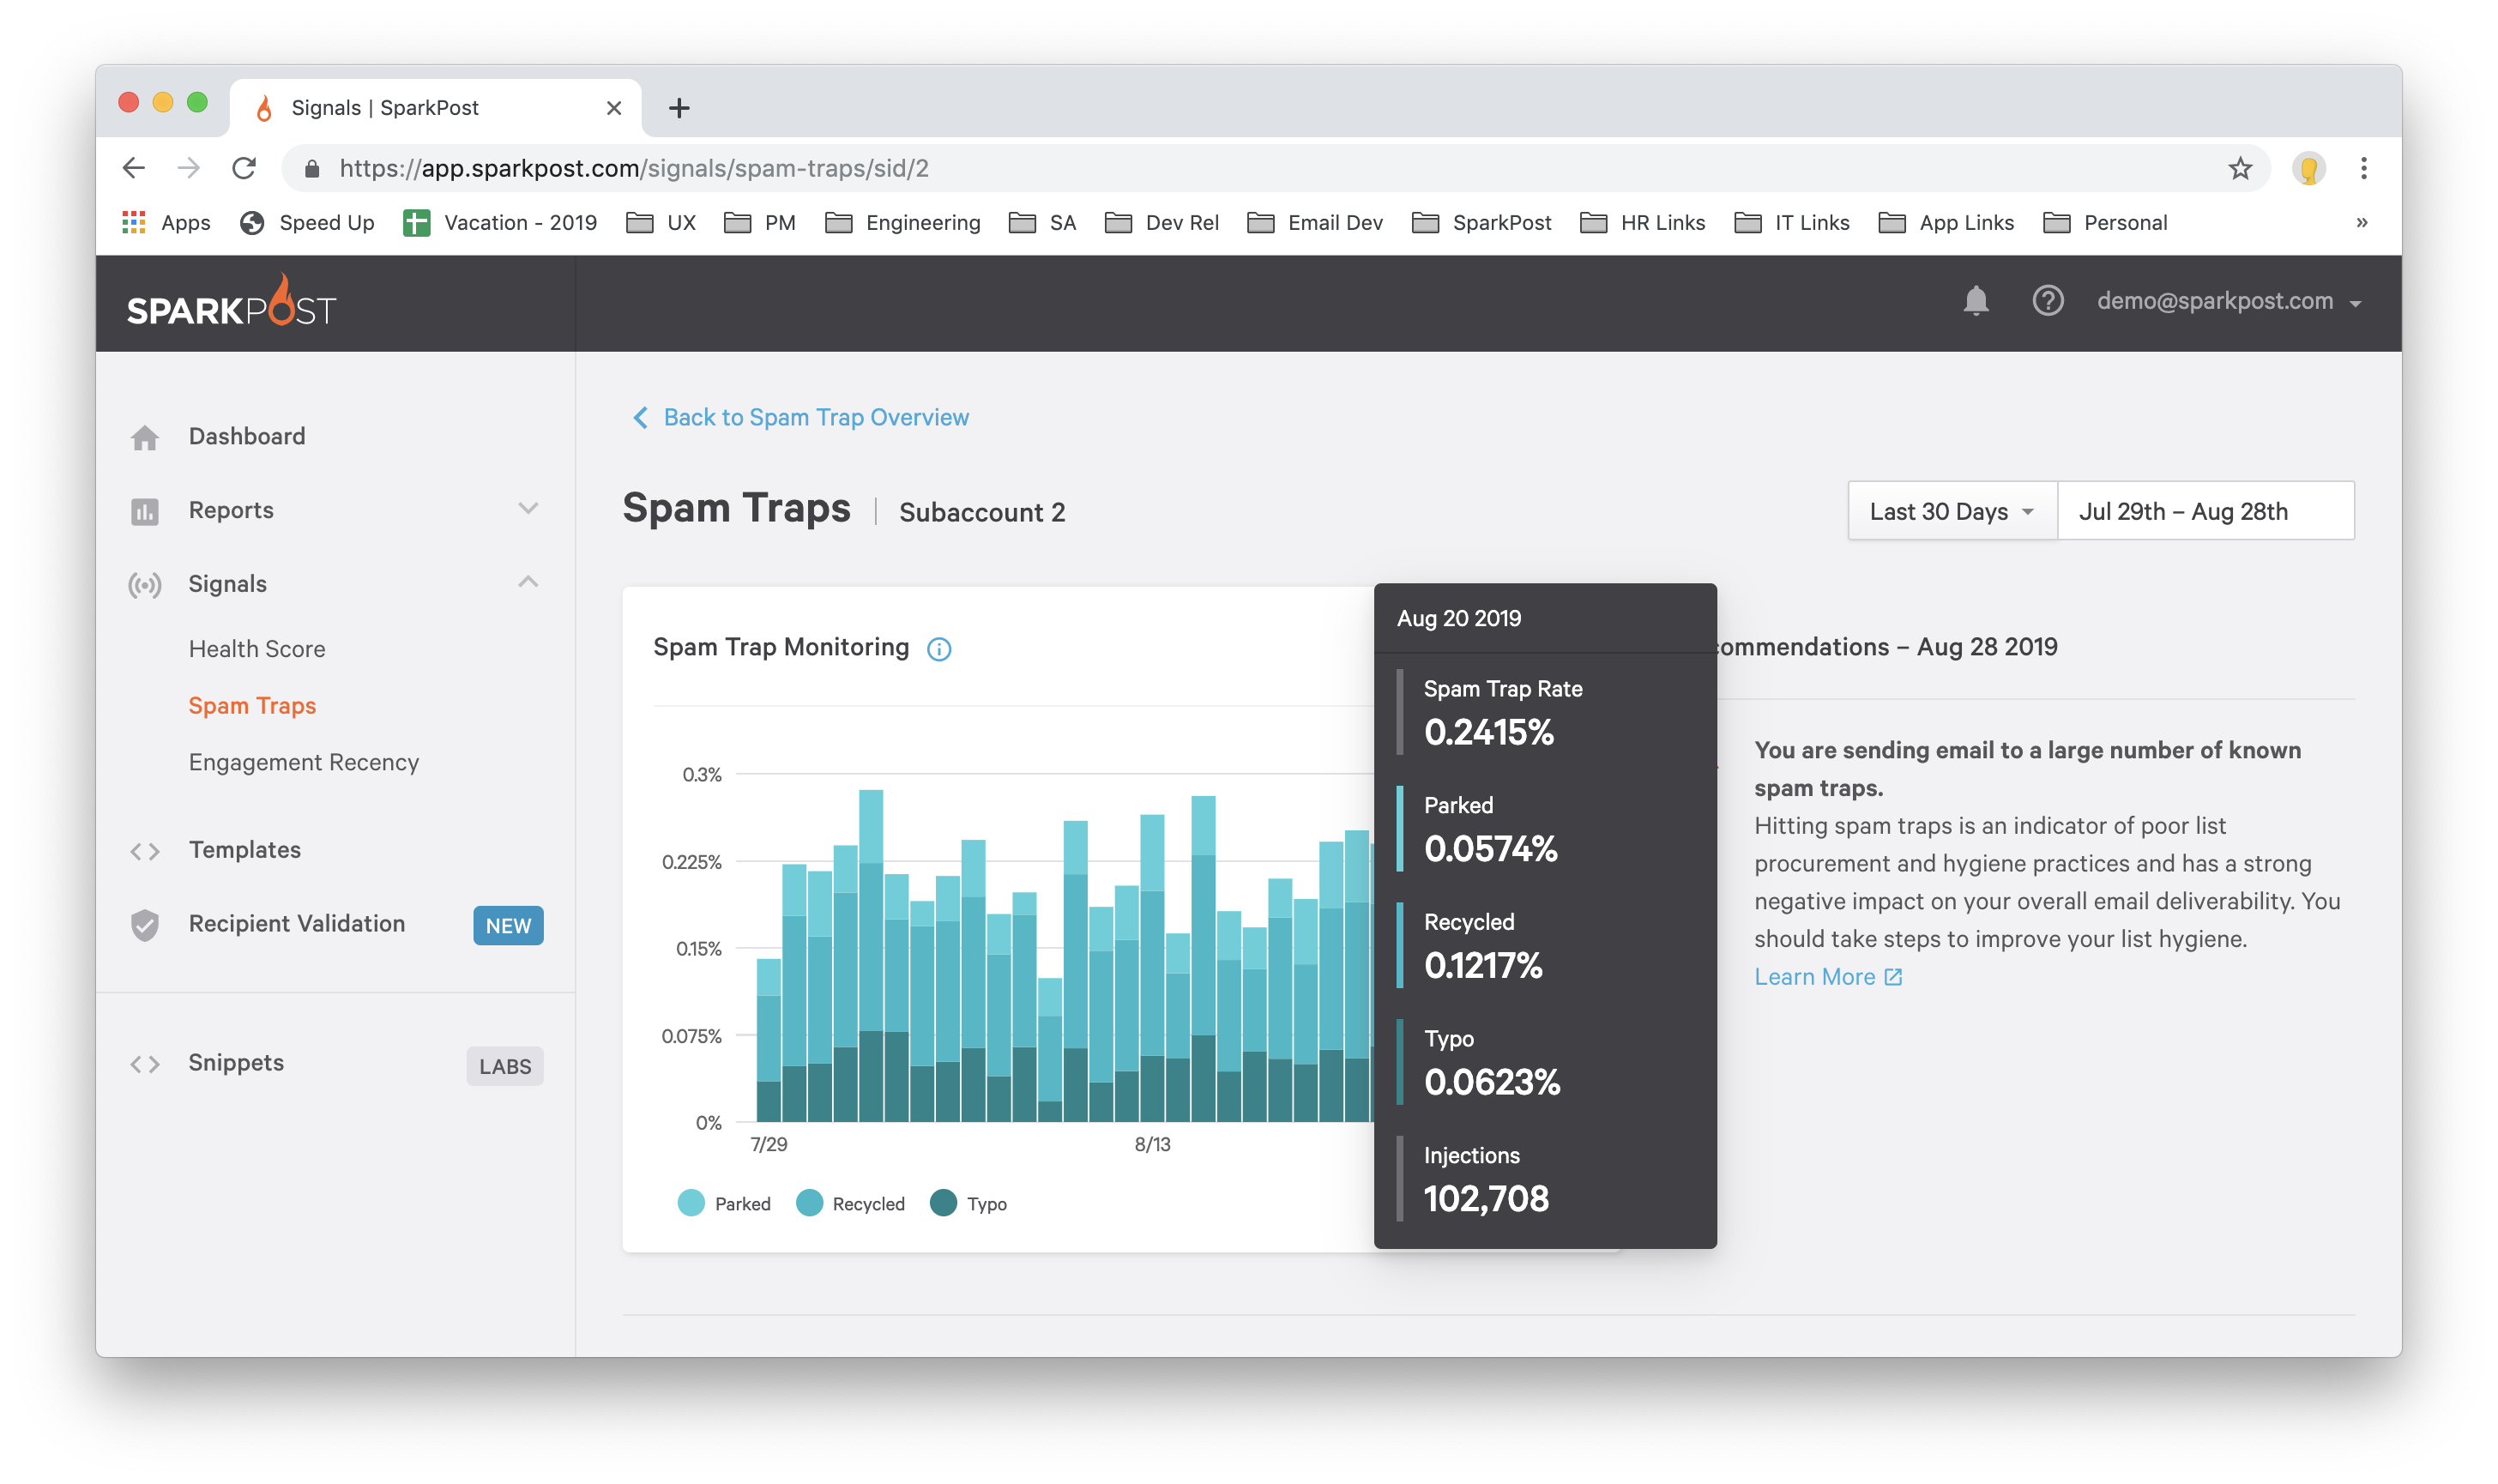 Signals | SparkPost
https://app.sparkpost.com/signals/spam-traps/sid/2
Apps Speed Up Vacation - 2019 UX PM Engineering SA Dev Rel Email Dev SparkPost HR Links IT Links App Links Personal »
SPARKPOST
demo@sparkpost.com
Dashboard
Reports
Signals
Health Score
Spam Traps
Engagement Recency
Templates
Recipient Validation NEW
Snippets LABS
Back to Spam Trap Overview
Spam Traps | Subaccount 2
Last 30 Days Jul 29th – Aug 28th
Spam Trap Monitoring
0.3%
0.225%
0.15%
0.075%
0%
7/29 8/13
Parked Recycled Typo
Aug 20 2019
Spam Trap Rate
0.2415%
Parked
0.0574%
Recycled
0.1217%
Typo
0.0623%
Injections
102,708
commendations – Aug 28 2019
You are sending email to a large number of known
spam traps.
Hitting spam traps is an indicator of poor list
procurement and hygiene practices and has a strong
negative impact on your overall email deliverability. You
should take steps to improve your list hygiene.
Learn More